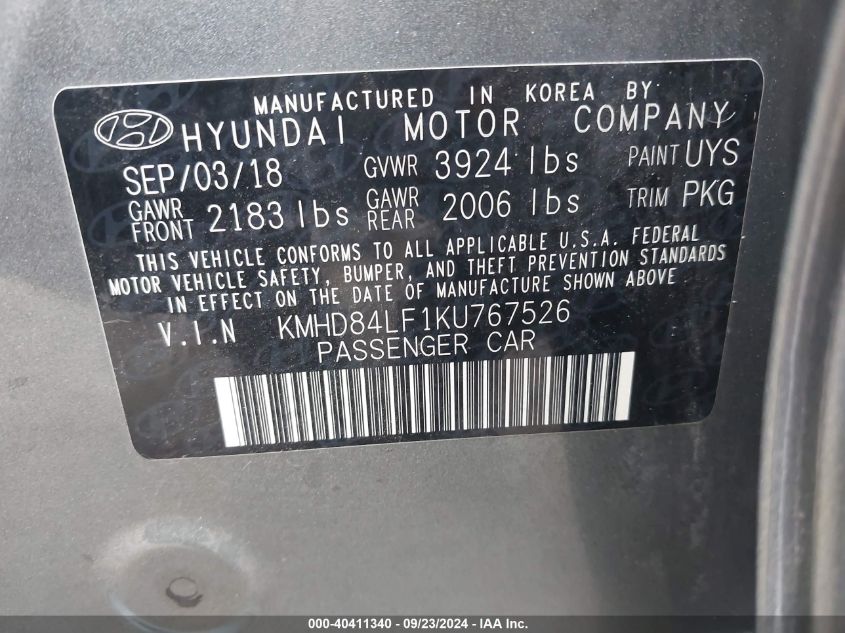 MANUFACTURED IN KOREA BY
HYUNDAI MOTOR COMPANY
SEP/03/18 GVWR 3924 lbs PAINT UYS
GAWR FRONT 2183 lbs GAWR REAR 2006 lbs TRIM PKG
THIS VEHICLE CONFORMS TO ALL APPLICABLE U.S.A. FEDERAL
MOTOR VEHICLE SAFETY, BUMPER, AND THEFT PREVENTION STANDARDS
IN EFFECT ON THE DATE OF MANUFACTURE SHOWN ABOVE
V.I.N KMHD84LF1KU767526
PASSENGER CAR
000-40411340 - 09/23/2024 - IAA Inc.